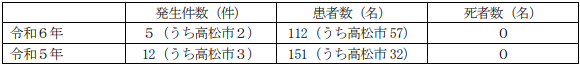 発生件数（件） 患者数（名） 死者数（名）
令和６年 ５（うち高松市２） 112（うち高松市 57） ０
令和５年 12（うち高松市３） 151（うち高松市 32） ０